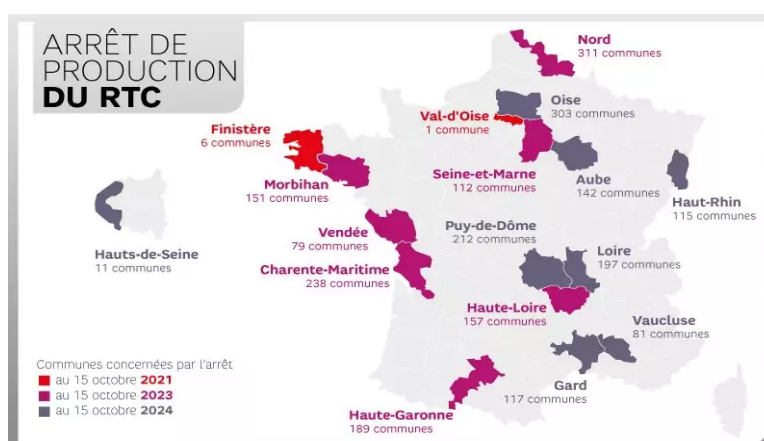 ARRÊT DE
PRODUCTION
DU RTC
Nord
311 communes
Oise
303 communes
Val-d'Oise
1 commune
Finistère
6 communes
Morbihan
151 communes
Seine-et-Marne
112 communes
Aube
142 communes
Haut-Rhin
115 communes
Hauts-de-Seine
11 communes
Vendée
79 communes
Puy-de-Dôme
212 communes
Loire
197 communes
Charente-Maritime
238 communes
Haute-Loire
157 communes
Vaucluse
81 communes
Gard
117 communes
Haute-Garonne
189 communes
Communes concernées par l'arrêt
au 15 octobre 2021
au 15 octobre 2023
au 15 octobre 2024